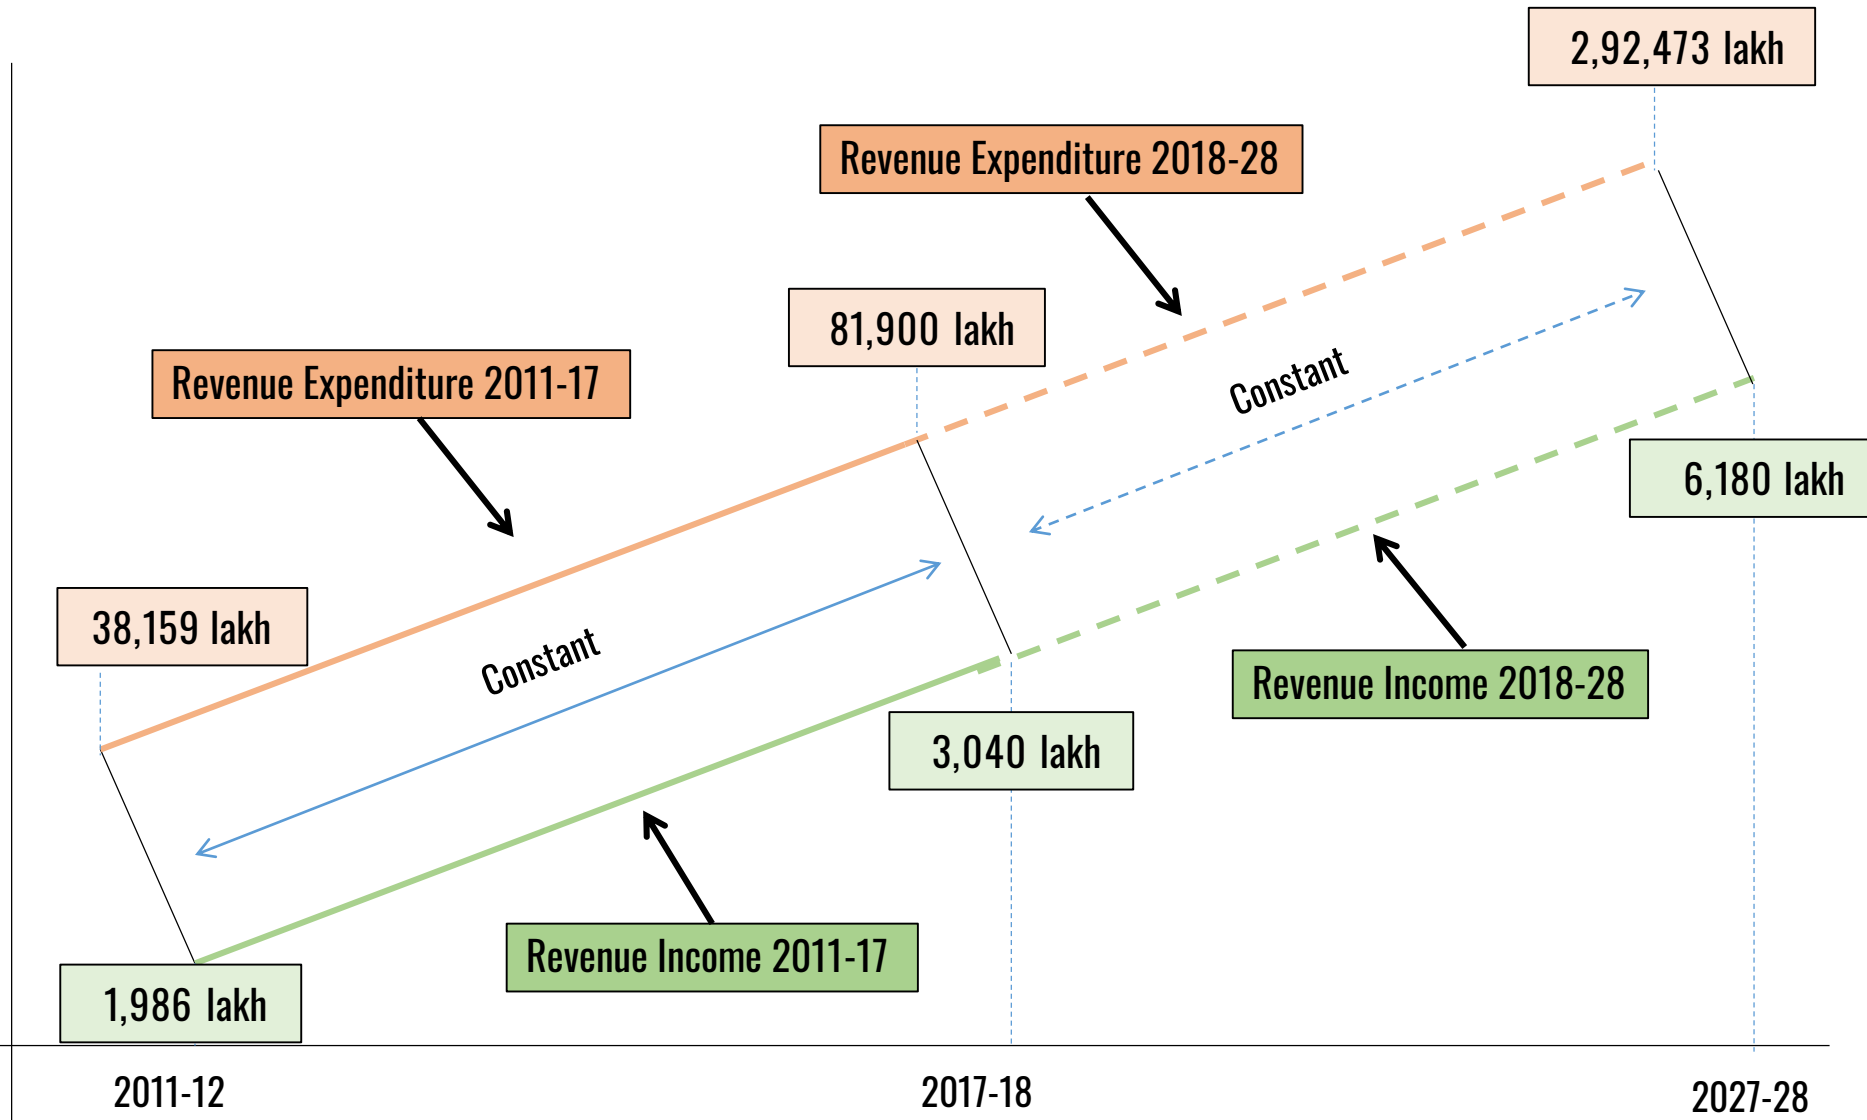 2,92,473 lakh
Revenue Expenditure 2018-28
81,900 lakh
Revenue Expenditure 2011-17
Constant
6,180 lakh
38,159 lakh
Constant
Revenue Income 2018-28
3,040 lakh
Revenue Income 2011-17
1,986 lakh
2011-12
2017-18
2027-28